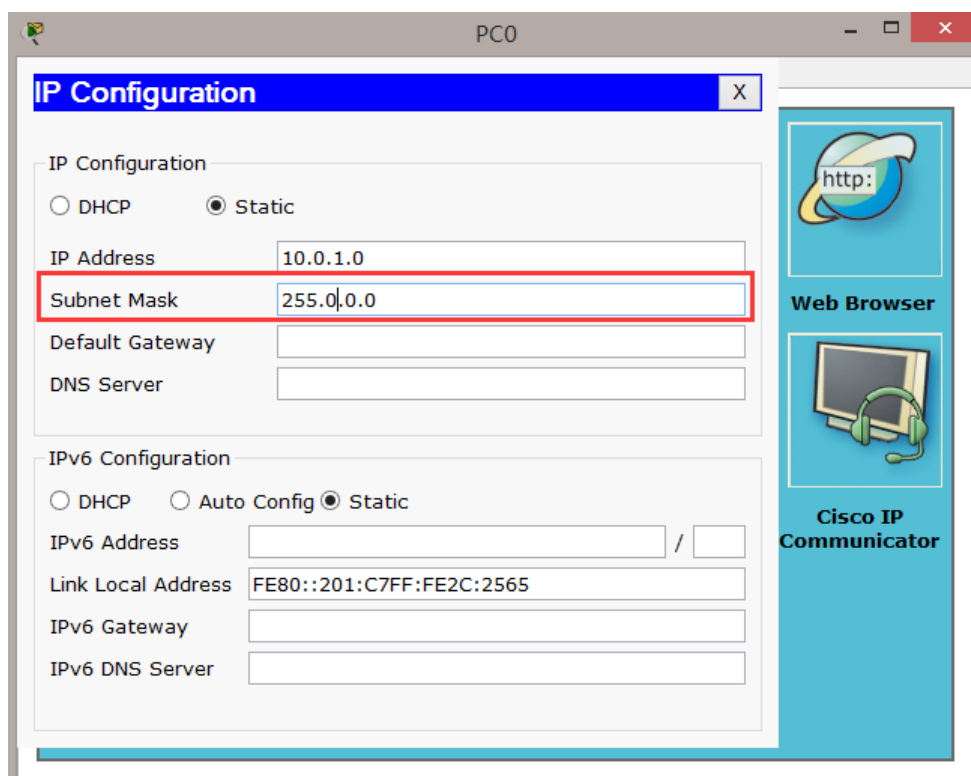 PC0
IP Configuration X
IP Configuration
DHCP Static
IP Address 10.0.1.0
Subnet Mask 255.0.0.0
Default Gateway
DNS Server
IPv6 Configuration
DHCP Auto Config Static
IPv6 Address /
Link Local Address FE80::201:C7FF:FE2C:2565
IPv6 Gateway
IPv6 DNS Server
http:
Web Browser
Cisco IP
Communicator